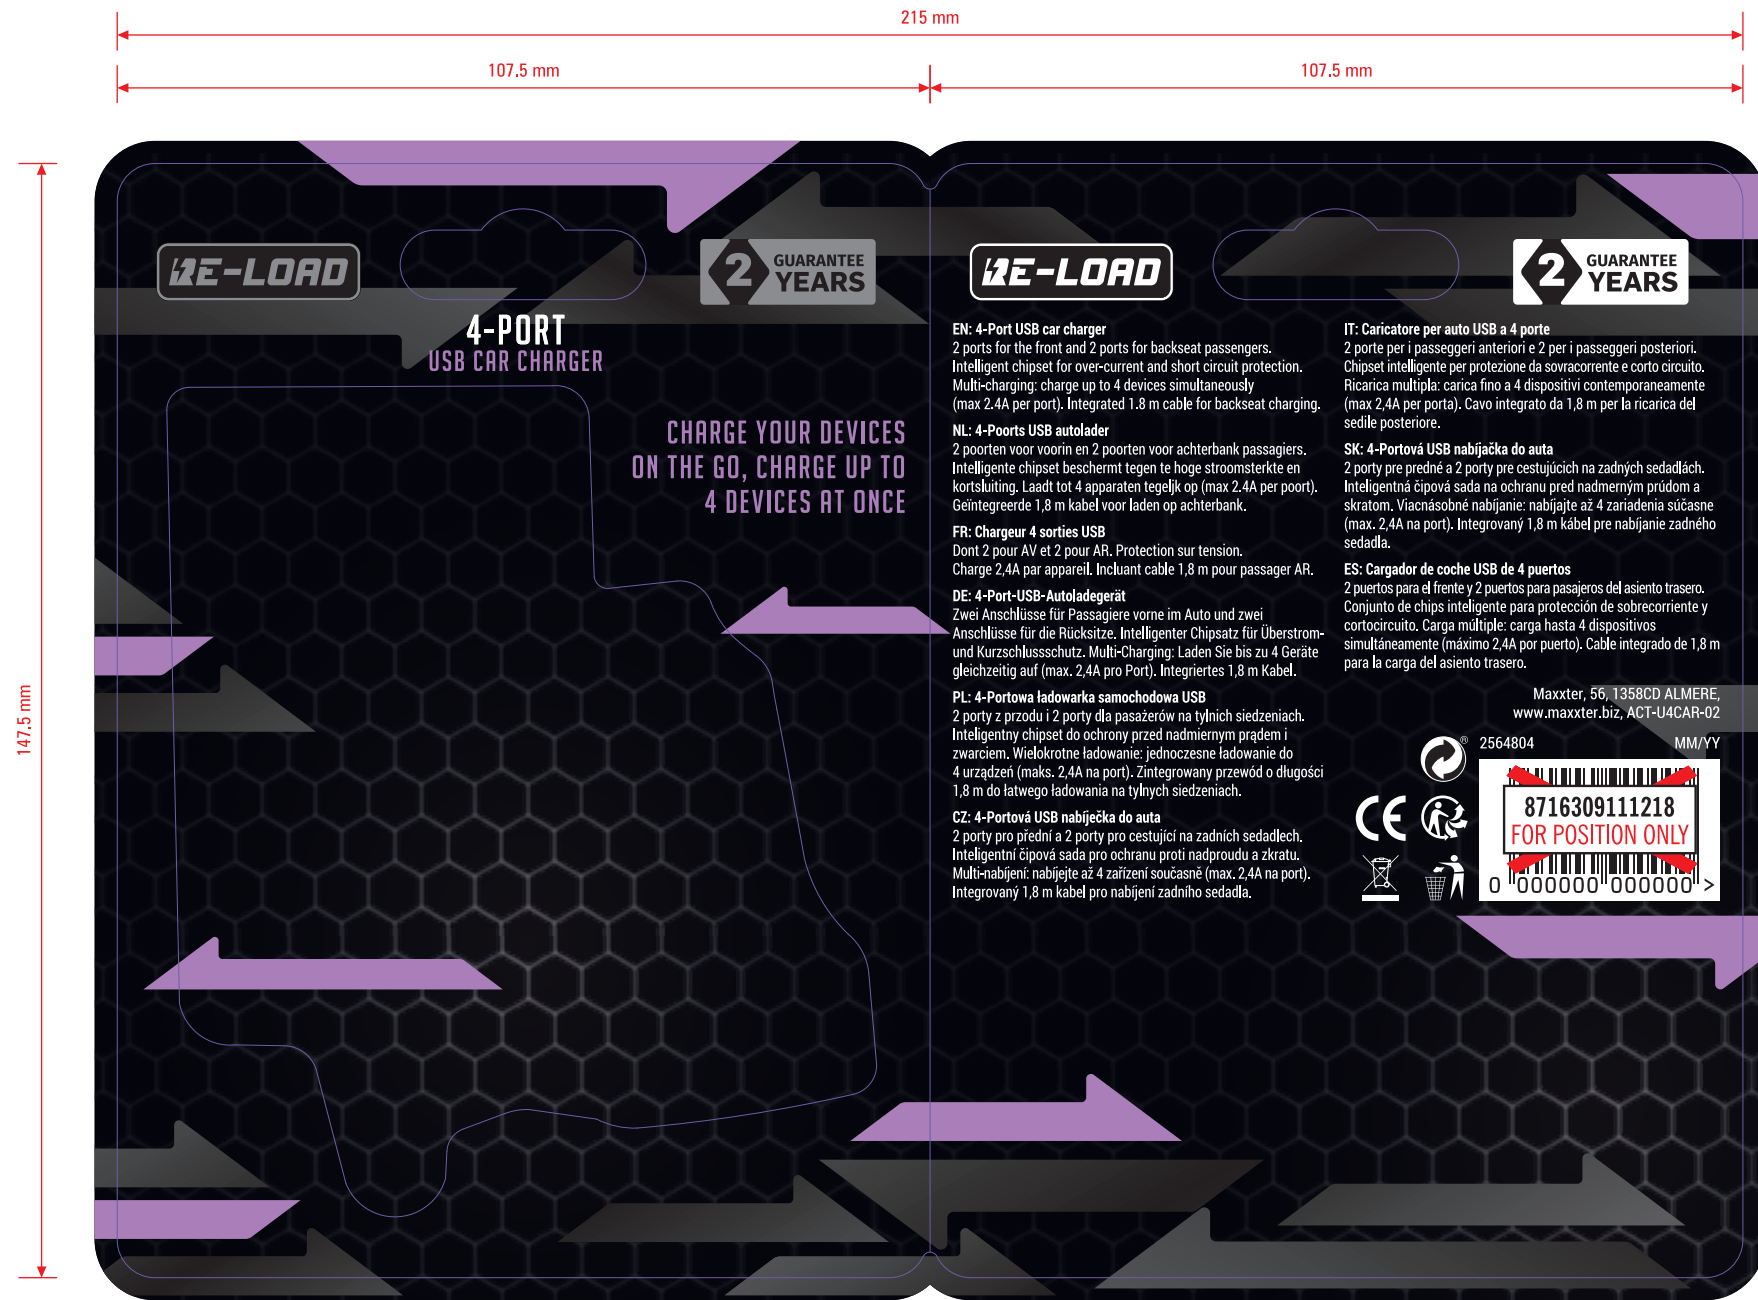 215 mm
107.5 mm
107.5 mm
147.5 mm
RE-LOAD
2
GUARANTEE
YEARS
4-PORT
USB CAR CHARGER
CHARGE YOUR DEVICES
ON THE GO, CHARGE UP TO
4 DEVICES AT ONCE
RE-LOAD
2
GUARANTEE
YEARS
EN: 4-Port USB car charger
2 ports for the front and 2 ports for backseat passengers.
Intelligent chipset for over-current and short circuit protection.
Multi-charging: charge up to 4 devices simultaneously
(max 2.4A per port). Integrated 1.8 m cable for backseat charging.
NL: 4-Poorts USB autolader
2 poorten voor voorin en 2 poorten voor achterbank passagiers.
Intelligente chipset beschermt tegen te hoge stroomsterkte en
kortsluiting. Laadt tot 4 apparaten tegeljk op (max 2.4A per poort).
Geïntegreerde 1,8 m kabel voor laden op achterbank.
FR: Chargeur 4 sorties USB
Dont 2 pour AV et 2 pour AR. Protection sur tension.
Charge 2,4A par appareil. Incluant cable 1,8 m pour passager AR.
DE: 4-Port-USB-Autoladegerät
Zwei Anschlüsse für Passagiere vorne im Auto und zwei
Anschlüsse für die Rücksitze. Intelligenter Chipsatz für Überstrom-
und Kurzschlussschutz. Multi-Charging: Laden Sie bis zu 4 Geräte
gleichzeitig auf (max. 2,4A pro Port). Integriertes 1,8 m Kabel.
PL: 4-Portowa ładowarka samochodowa USB
2 porty z przodu i 2 porty dla pasażerów na tylnich siedzeniach.
Inteligentny chipset do ochrony przed nadmiernym prądem i
zwarciem. Wielokrotne ładowanie: jednoczesne ładowanie do
4 urządzeń (maks. 2,4A na port). Zintegrowany przewód o długości
1,8 m do łatwego ładowania na tylnych siedzeniach.
CZ: 4-Portová USB nabíječka do auta
2 porty pro přední a 2 porty pro cestující na zadních sedadlech.
Inteligentní čipová sada pro ochranu proti nadproudu a zkratu.
Multi-nabíjení: nabíjejte až 4 zařízení současně (max. 2,4A na port).
Integrovaný 1,8 m kabel pro nabíjení zadního sedadla.
IT: Caricatore per auto USB a 4 porte
2 porte per i passeggeri anteriori e 2 per i passeggeri posteriori.
Chipset intelligente per protezione da sovracorrente e corto circuito.
Ricarica multipla: carica fino a 4 dispositivi contemporaneamente
(max 2,4A per porta). Cavo integrato da 1,8 m per la ricarica del
sedile posteriore.
SK: 4-Portová USB nabíjačka do auta
2 porty pre predné a 2 porty pre cestujúcich na zadných sedadlách.
Inteligentná čipová sada na ochranu pred nadmerným prúdom a
skratom. Viacnásobné nabíjanie: nabíjajte až 4 zariadenia súčasne
(max. 2,4A na port). Integrovaný 1,8 m kábel pre nabíjanie zadného
sedadla.
ES: Cargador de coche USB de 4 puertos
2 puertos para el frente y 2 puertos para pasajeros del asiento trasero.
Conjunto de chips inteligente para protección de sobrecorriente y
cortocircuito. Carga múltiple: carga hasta 4 dispositivos
simultáneamente (máximo 2,4A por puerto). Cable integrado de 1,8 m
para la carga del asiento trasero.
Maxxter, 56, 1358CD ALMERE,
www.maxxter.biz, ACT-U4CAR-02
® 2564804 MM/YY
CE
8716309111218
FOR POSITION ONLY
0 000000 000000 >